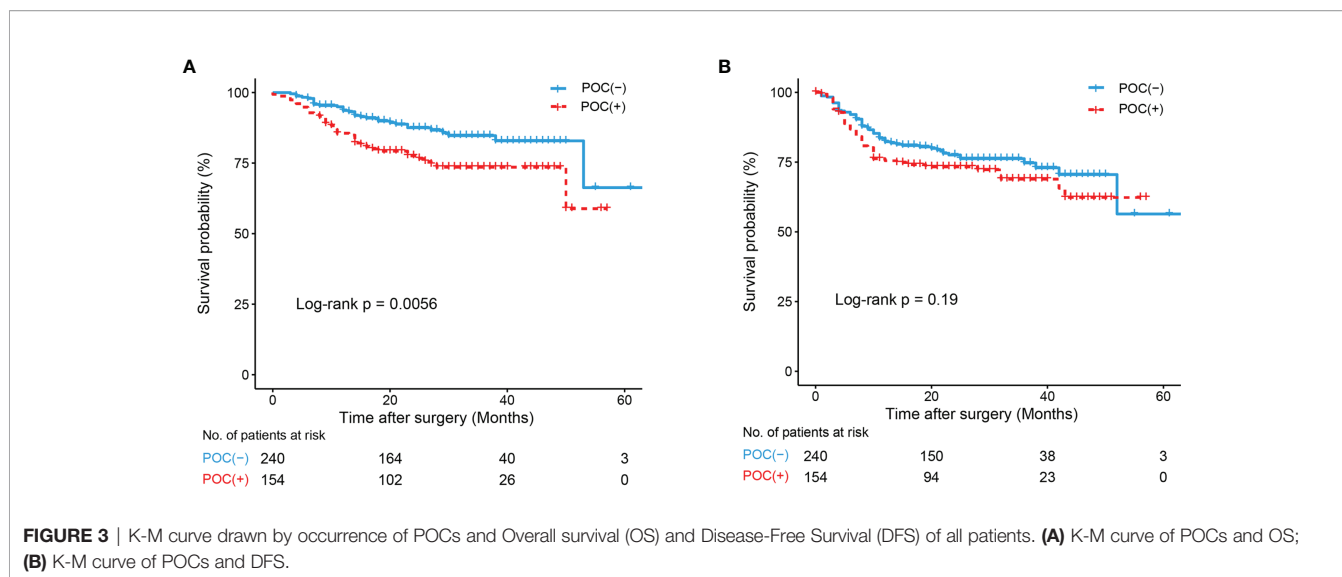 A
POC(−)
POC(+)
100
75
50
25
0
Survival probability (%)
Log-rank p = 0.0056
0 20 40 60
Time after surgery (Months)
No. of patients at risk
POC(−) 240 164 40 3
POC(+) 154 102 26 0
B
POC(−)
POC(+)
100
75
50
25
0
Survival probability (%)
Log-rank p = 0.19
0 20 40 60
Time after surgery (Months)
No. of patients at risk
POC(−) 240 150 38 3
POC(+) 154 94 23 0
FIGURE 3 | K-M curve drawn by occurrence of POCs and Overall survival (OS) and Disease-Free Survival (DFS) of all patients. (A) K-M curve of POCs and OS;
(B) K-M curve of POCs and DFS.